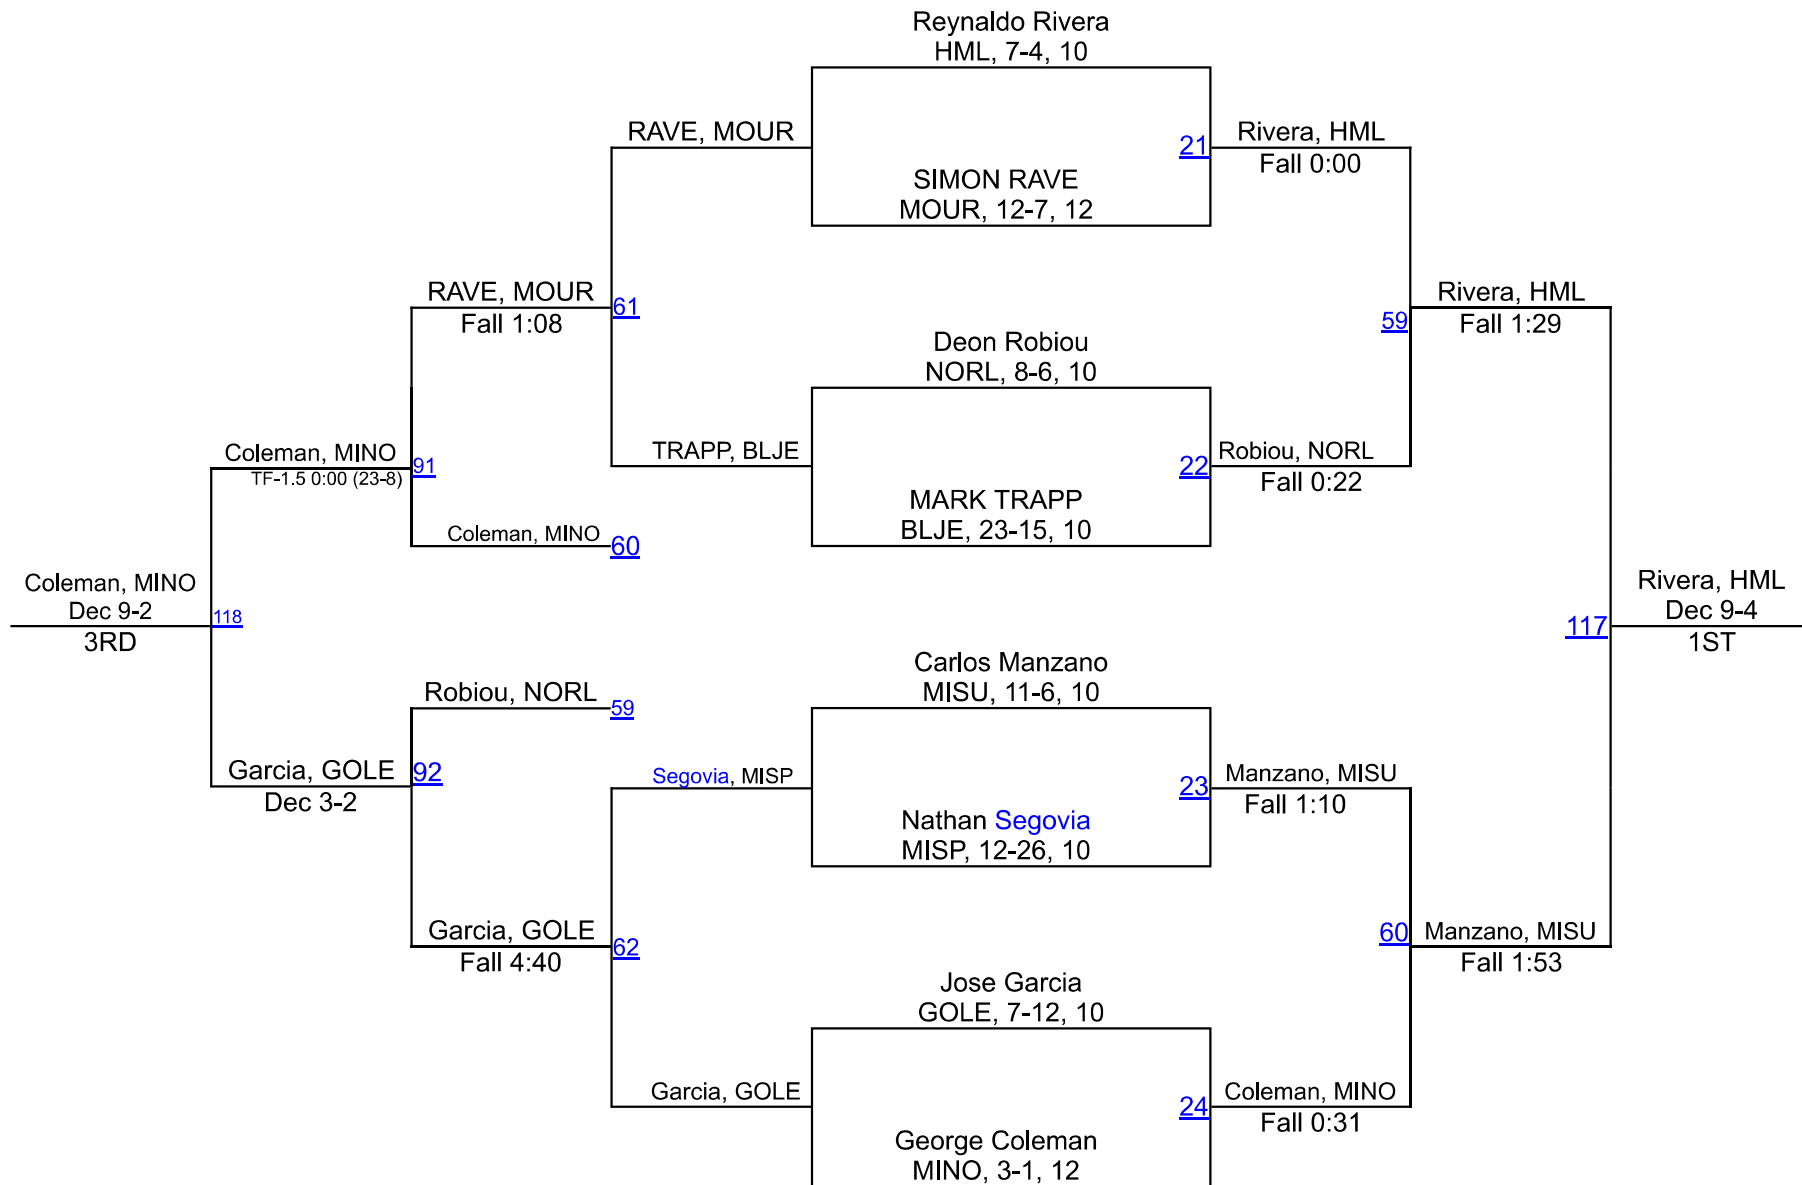 Reynaldo Rivera
HML, 7-4, 10
RAVE, MOUR
21
Rivera, HML
Fall 0:00
SIMON RAVE
MOUR, 12-7, 12
RAVE, MOUR
Fall 1:08
61
59
Rivera, HML
Fall 1:29
Deon Robiou
NORL, 8-6, 10
Coleman, MINO
TF-1.5 0:00 (23-8)
91
TRAPP, BLJE
22
Robiou, NORL
Fall 0:22
MARK TRAPP
BLJE, 23-15, 10
Coleman, MINO
60
Coleman, MINO
Dec 9-2
3RD
118
117
Rivera, HML
Dec 9-4
1ST
Carlos Manzano
MISU, 11-6, 10
Robiou, NORL
59
Garcia, GOLE
Dec 3-2
92
Segovia, MISP
23
Manzano, MISU
Fall 1:10
Nathan Segovia
MISP, 12-26, 10
Garcia, GOLE
Fall 4:40
62
60
Manzano, MISU
Fall 1:53
Jose Garcia
GOLE, 7-12, 10
Garcia, GOLE
24
Coleman, MINO
Fall 0:31
George Coleman
MINO, 3-1, 12